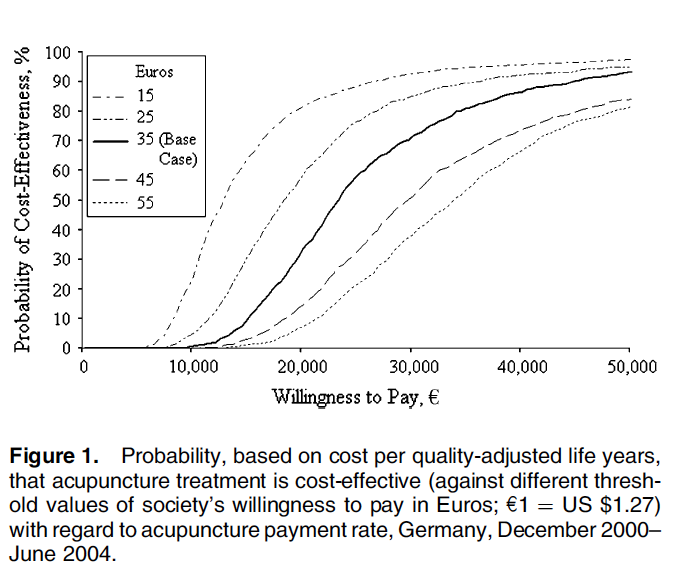 Probability of Cost-Effectiveness, %
100
90
80
70
60
50
40
30
20
10
0
Euros
15
25
35 (Base
Case)
45
55
0
10,000
20,000
30,000
40,000
50,000
Willingness to Pay, €
Figure 1. Probability, based on cost per quality-adjusted life years,
that acupuncture treatment is cost-effective (against different thresh-
old values of society's willingness to pay in Euros; €1 = US $1.27)
with regard to acupuncture payment rate, Germany, December 2000–
June 2004.